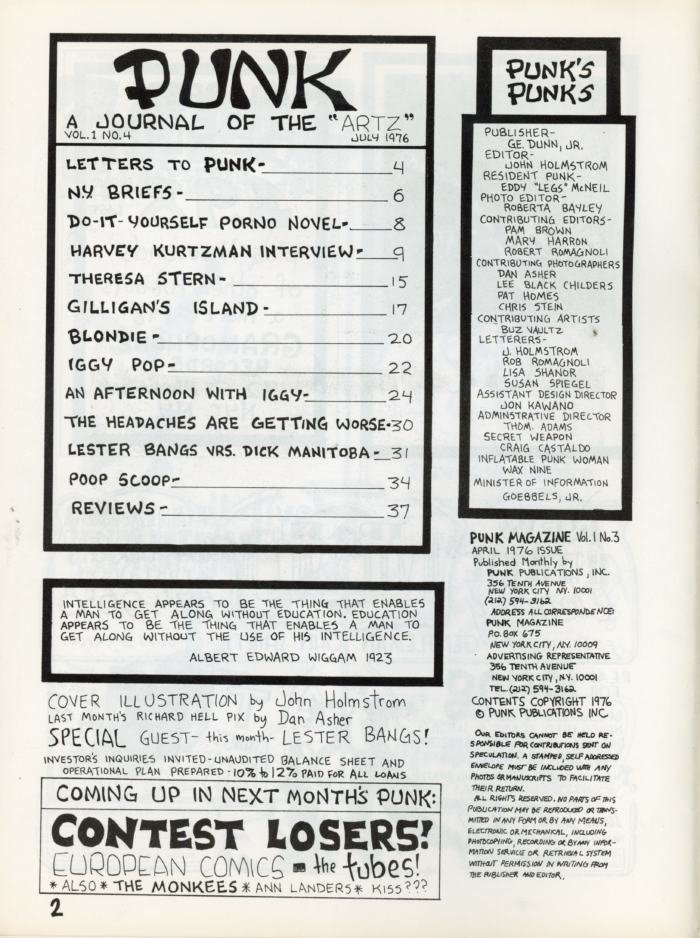 PUNK
A JOURNAL OF THE "ARTZ"
VOL.1 NO.4 JULY 1976
LETTERS TO PUNK- 4
N.Y. BRIEFS- 6
DO-IT-YOURSELF PORNO NOVEL- 8
HARVEY KURTZMAN INTERVIEW- 9
THERESA STERN- 15
GILLIGAN'S ISLAND- 17
BLONDIE- 20
IGGY POP- 22
AN AFTERNOON WITH IGGY- 24
THE HEADACHES ARE GETTING WORSE-30
LESTER BANGS VRS. DICK MANITOBA- 31
POOP SCOOP- 34
REVIEWS- 37
INTELLIGENCE APPEARS TO BE THE THING THAT ENABLES
A MAN TO GET ALONG WITHOUT EDUCATION. EDUCATION
APPEARS TO BE THE THING THAT ENABLES A MAN TO
GET ALONG WITHOUT THE USE OF HIS INTELLIGENCE.
ALBERT EDWARD WIGGAM 1923
COVER ILLUSTRATION by John Holmstrom
LAST MONTH'S RICHARD HELL PIX by Dan Asher
SPECIAL GUEST- this month- LESTER BANGS!
INVESTOR'S INQUIRIES INVITED-UNAUDITED BALANCE SHEET AND
OPERATIONAL PLAN PREPARED-10% to 12% PAID FOR ALL LOANS
COMING UP IN NEXT MONTH'S PUNK:
CONTEST LOSERS!
EUROPEAN COMICS - the tubes!
* ALSO * THE MONKEES * ANN LANDERS * KISS???
2
PUNK'S
PUNKS
PUBLISHER-
GE. DUNN, JR.
EDITOR-
JOHN HOLMSTROM
RESIDENT PUNK-
EDDY "LEGS" McNEIL
PHOTO EDITOR-
ROBERTA BAYLEY
CONTRIBUTING EDITORS-
PAM BROWN
MARY HARRON
ROBERT ROMAGNOLI
CONTRIBUTING PHOTOGRAPHERS
DAN ASHER
LEE BLACK CHILDERS
PAT HOMES
CHRIS STEIN
CONTRIBUTING ARTISTS
BUZ VAULTZ
LETTERERS-
J. HOLMSTROM
ROB ROMAGNOLI
LISA SHANOR
SUSAN SPIEGEL
ASSISTANT DESIGN DIRECTOR
JON KAWANO
ADMINSTRATIVE DIRECTOR
THOM. ADAMS
SECRET WEAPON
CRAIG CASTALDO
INFLATABLE PUNK WOMAN
WAX NINE
MINISTER OF INFORMATION
GOEBBELS, JR.
PUNK MAGAZINE Vol.1 No.3
APRIL 1976 ISSUE
Published Monthly by
PUNK PUBLICATIONS, INC.
356 TENTH AVENUE
NEW YORK CITY NY. 10001
(212) 594-3162
ADDRESS ALL CORRESPONDENCE:
PUNK MAGAZINE
P.O. BOX 675
NEW YORK CITY, N.Y. 10009
ADVERTISING REPRESENTATIVE
356 TENTH AVENUE
NEW YORK CITY, N.Y. 10001
TEL. (212) 594-3162
CONTENTS COPYRIGHT 1976
© PUNK PUBLICATIONS INC.
OUR EDITORS CANNOT BE HELD RE-
SPONSIBLE FOR CONTRIBUTIONS SENT ON
SPECULATION. A STAMPED, SELF ADDRESSED
ENVELOPE MUST BE INCLUDED WITH ANY
PHOTOS OR MANUSCRIPTS TO FACILITATE
THEIR RETURN.
ALL RIGHTS RESERVED. NO PARTS OF THIS
PUBLICATION MAY BE REPRODUCED OR TRANS-
MITTED IN ANY FORM OR BY ANY MEANS,
ELECTRONIC OR MECHANICAL, INCLUDING
PHOTOCOPYING, RECORDING OR BY ANY INFOR-
MATION SERVICE OR RETRIEVAL SYSTEM
WITHOUT PERMISSION IN WRITING FROM
THE PUBLISHER AND EDITOR.